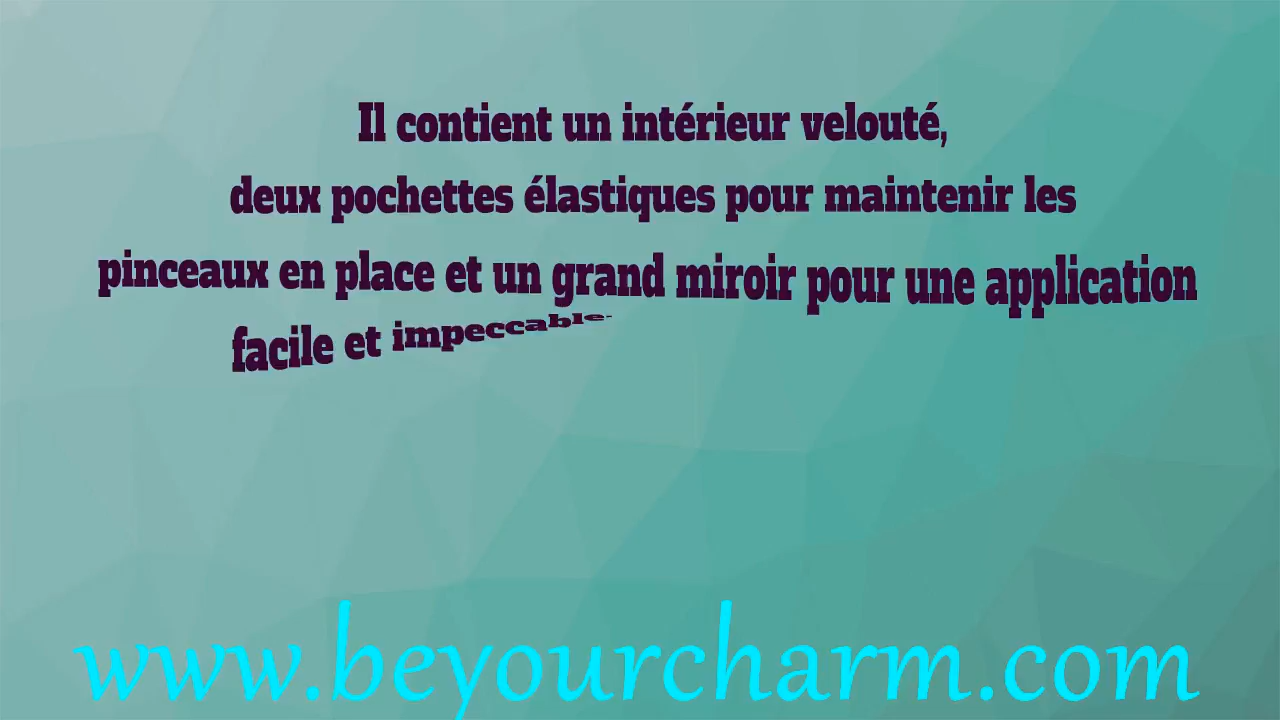 Il contient un intérieur velouté,
deux pochettes élastiques pour maintenir les
pinceaux en place et un grand miroir pour une application
facile et impeccable.
www.beyourcharm.com